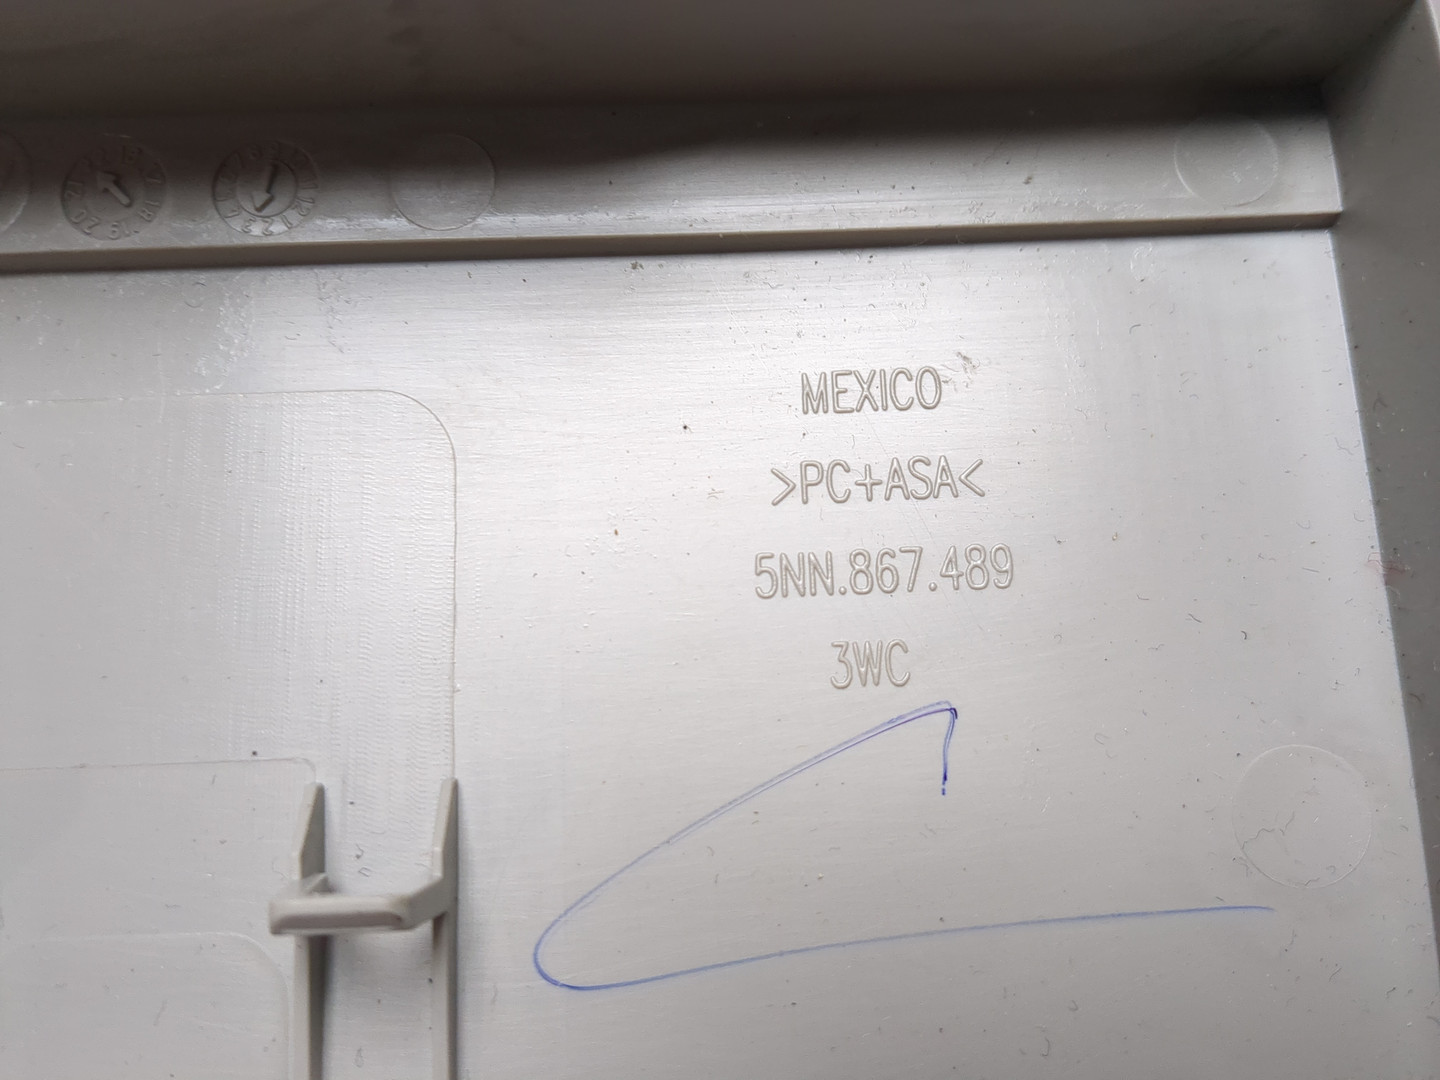 MEXICO
>PC+ASA<
5NN.867.489
3WC